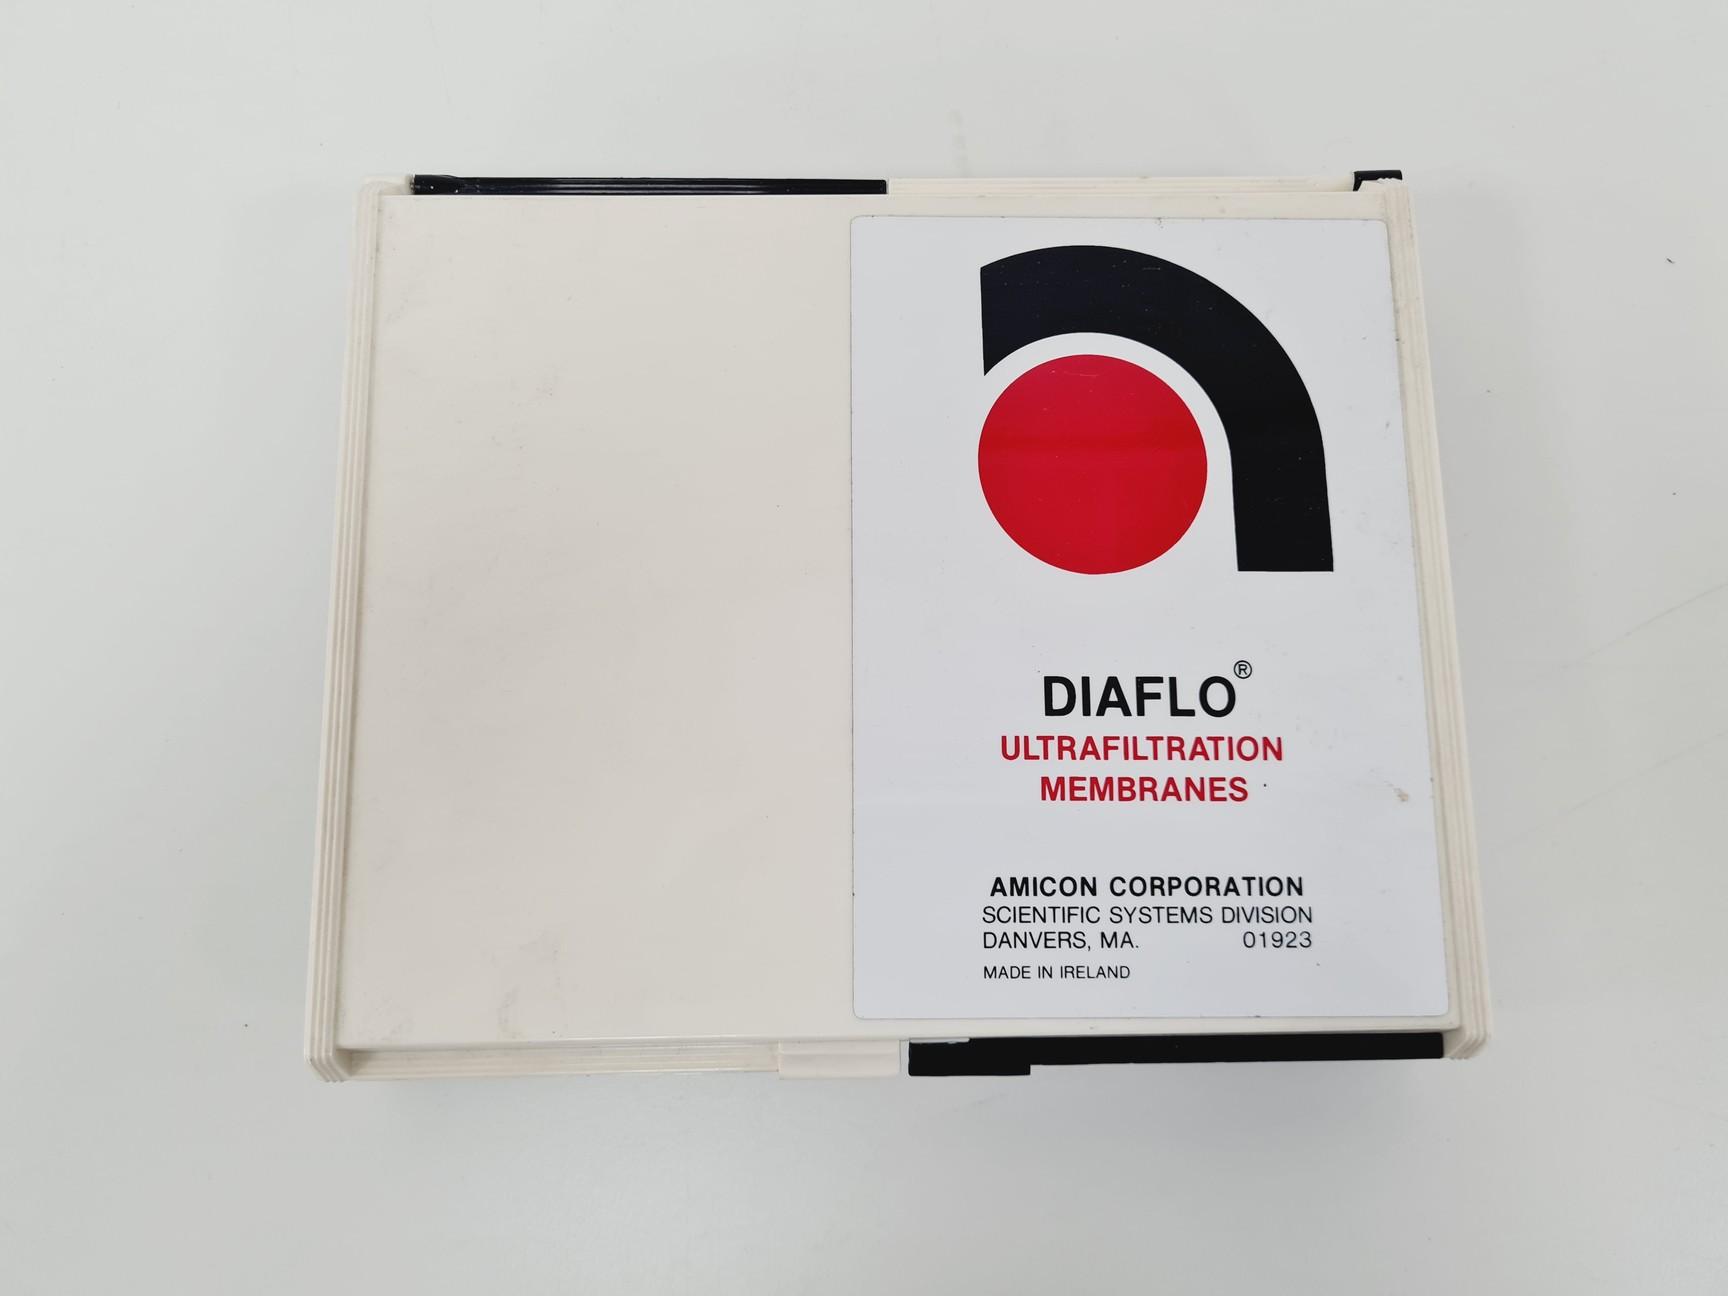 DIAFLO®
ULTRAFILTRATION
MEMBRANES
AMICON CORPORATION
SCIENTIFIC SYSTEMS DIVISION
DANVERS, MA. 01923
MADE IN IRELAND